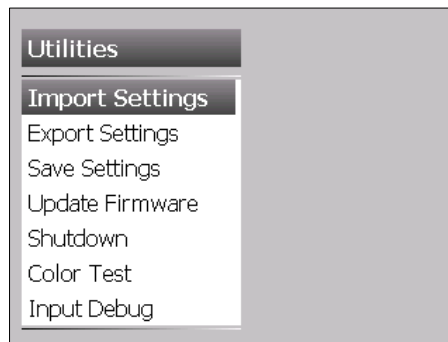 Utilities
Import Settings
Export Settings
Save Settings
Update Firmware
Shutdown
Color Test
Input Debug